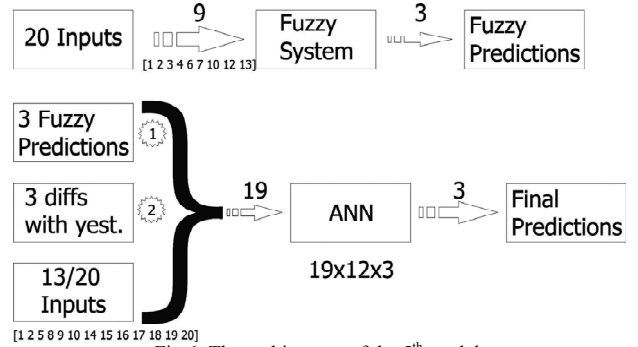 20 Inputs
9
[1 2 3 4 6 7 10 12 13]
Fuzzy
System
3
Fuzzy
Predictions
3 Fuzzy
Predictions
1
3 diffs
with yest.
2
13/20
Inputs
[1 2 5 8 9 10 14 15 16 17 18 19 20]
19
ANN
19x12x3
3
Final
Predictions